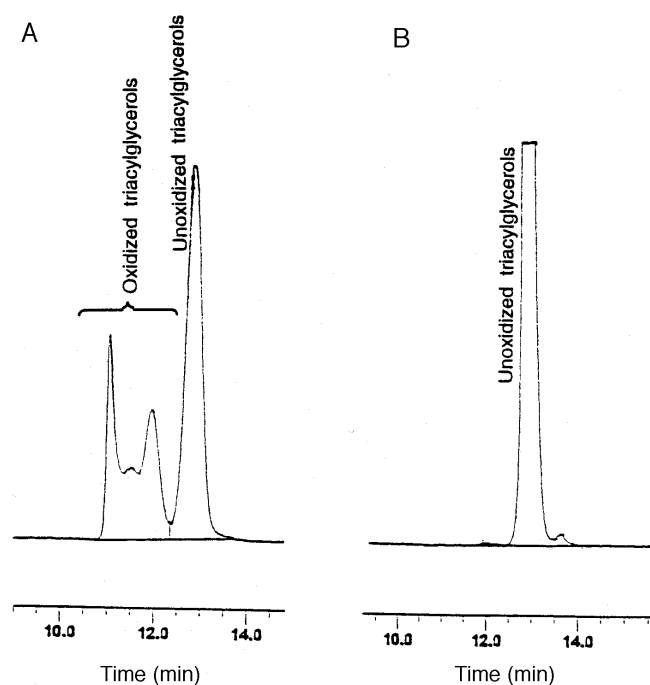 A
Oxidized triacylglycerols
Unoxidized triacylglycerols
10.0 12.0 14.0
Time (min)
B
Unoxidized triacylglycerols
10.0 12.0 14.0
Time (min)